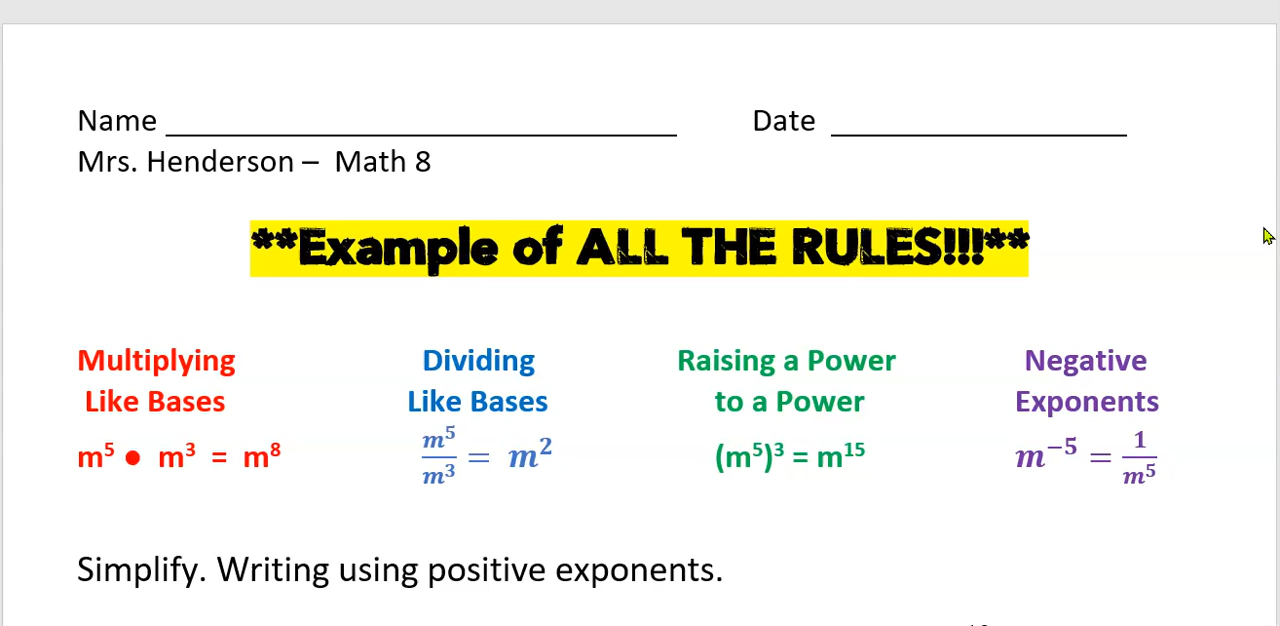 Name ______________________ Date ______________
Mrs. Henderson – Math 8
**Example of ALL THE RULES!!!**
Multiplying Dividing Raising a Power Negative
Like Bases Like Bases to a Power Exponents
m⁵ ● m³ = m⁸ m⁵/m³ = m² (m⁵)³ = m¹⁵ m⁻⁵ = 1/m⁵
Simplify. Writing using positive exponents.